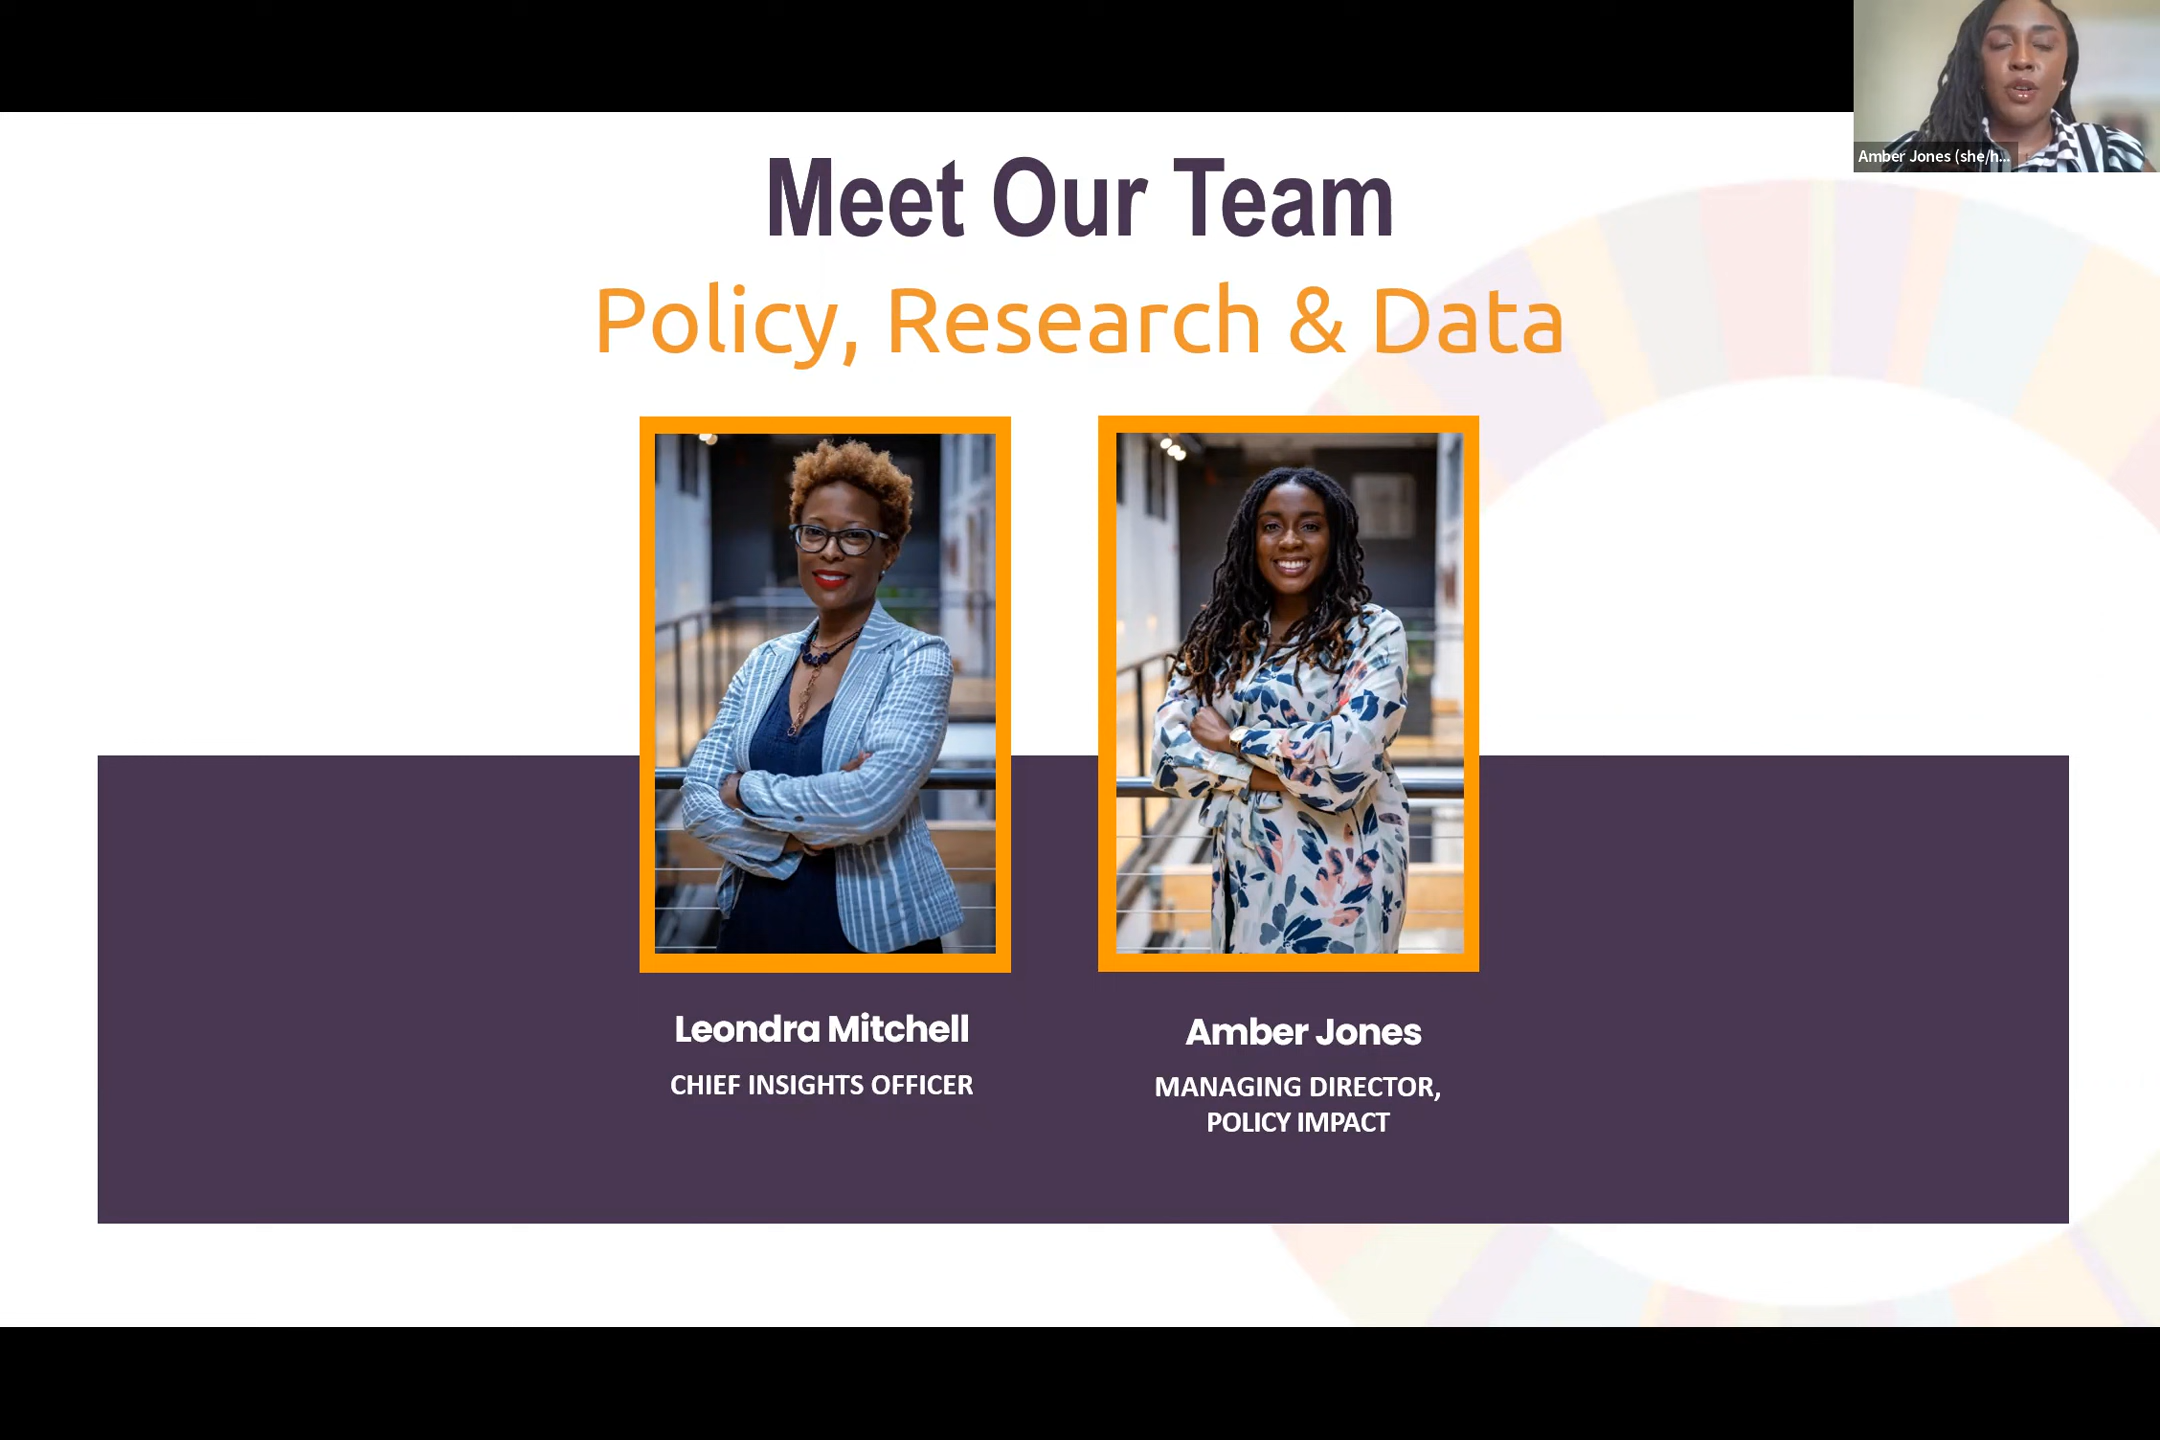 Amber Jones (she/h...
Meet Our Team
Policy, Research & Data
Leondra Mitchell
CHIEF INSIGHTS OFFICER
Amber Jones
MANAGING DIRECTOR,
POLICY IMPACT